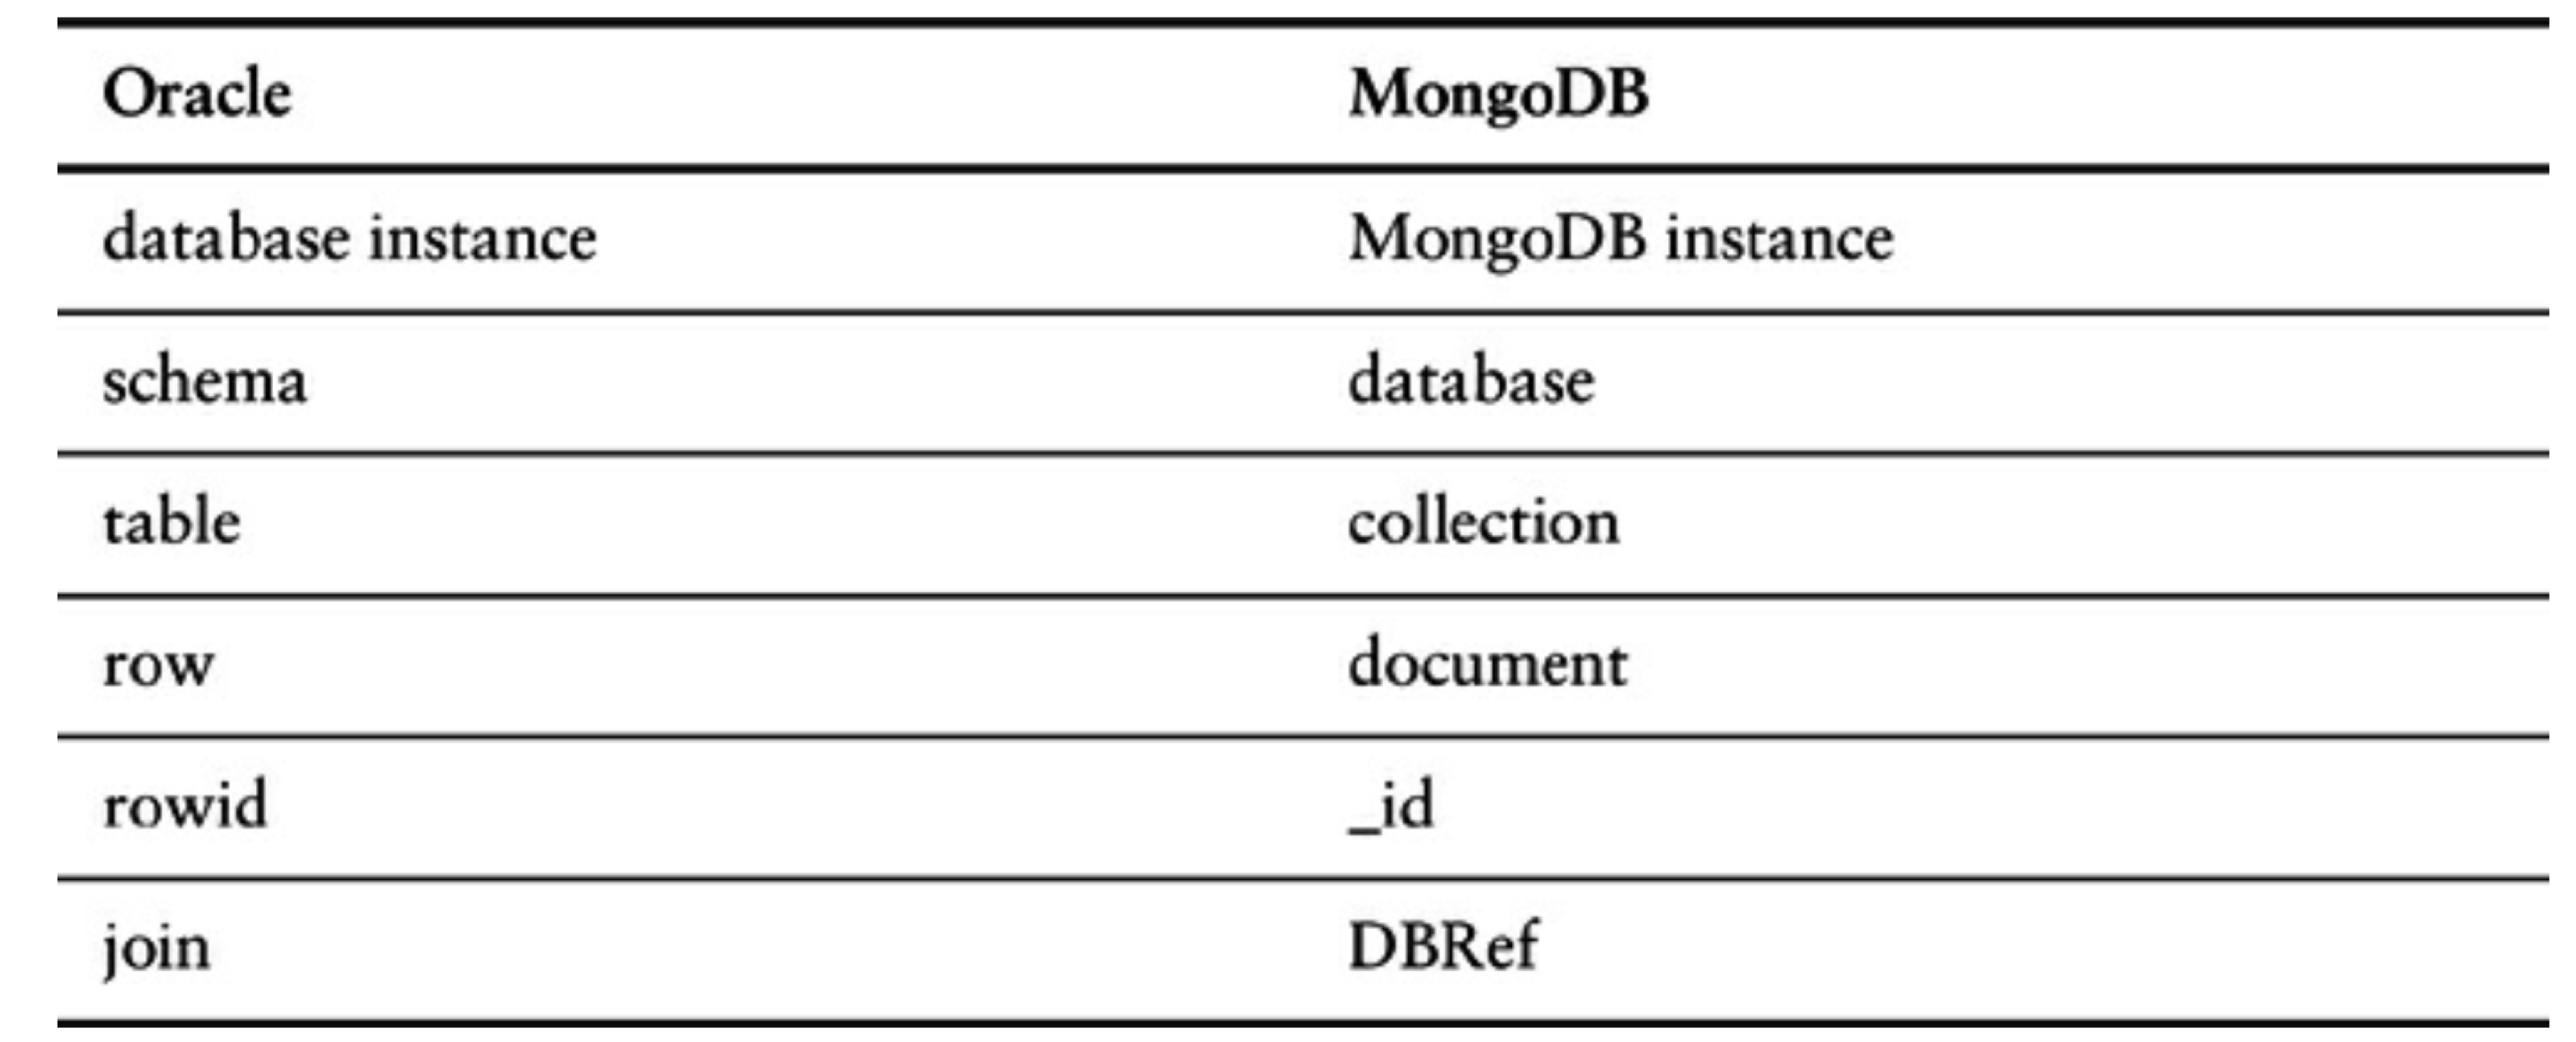 Oracle MongoDB
database instance MongoDB instance
schema database
table collection
row document
rowid _id
join DBRef